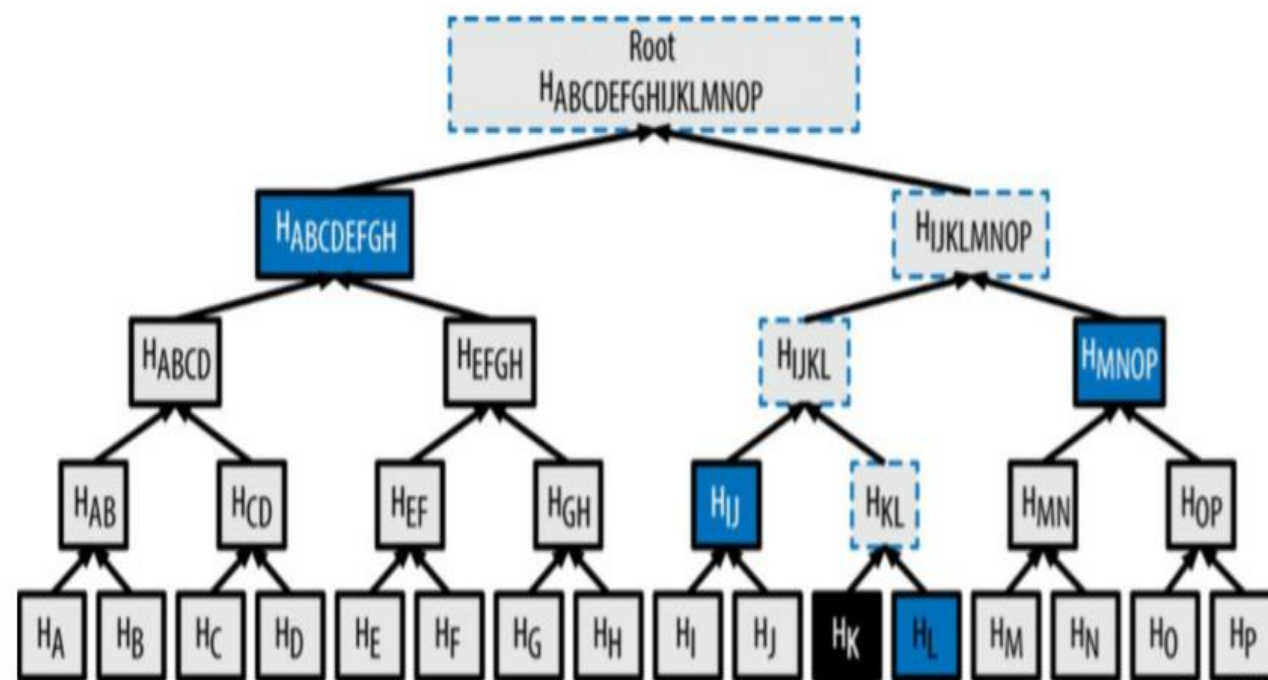 Root
HABCDEFGHIJKLMNOP
HABCDEFGH HIJKLMNOP
HABCD HEFGH HIJKL HMNOP
HAB HCD HEF HGH HIJ HKL HMN HOP
HA HB HC HD HE HF HG HH HI HJ HK HL HM HN HO HP